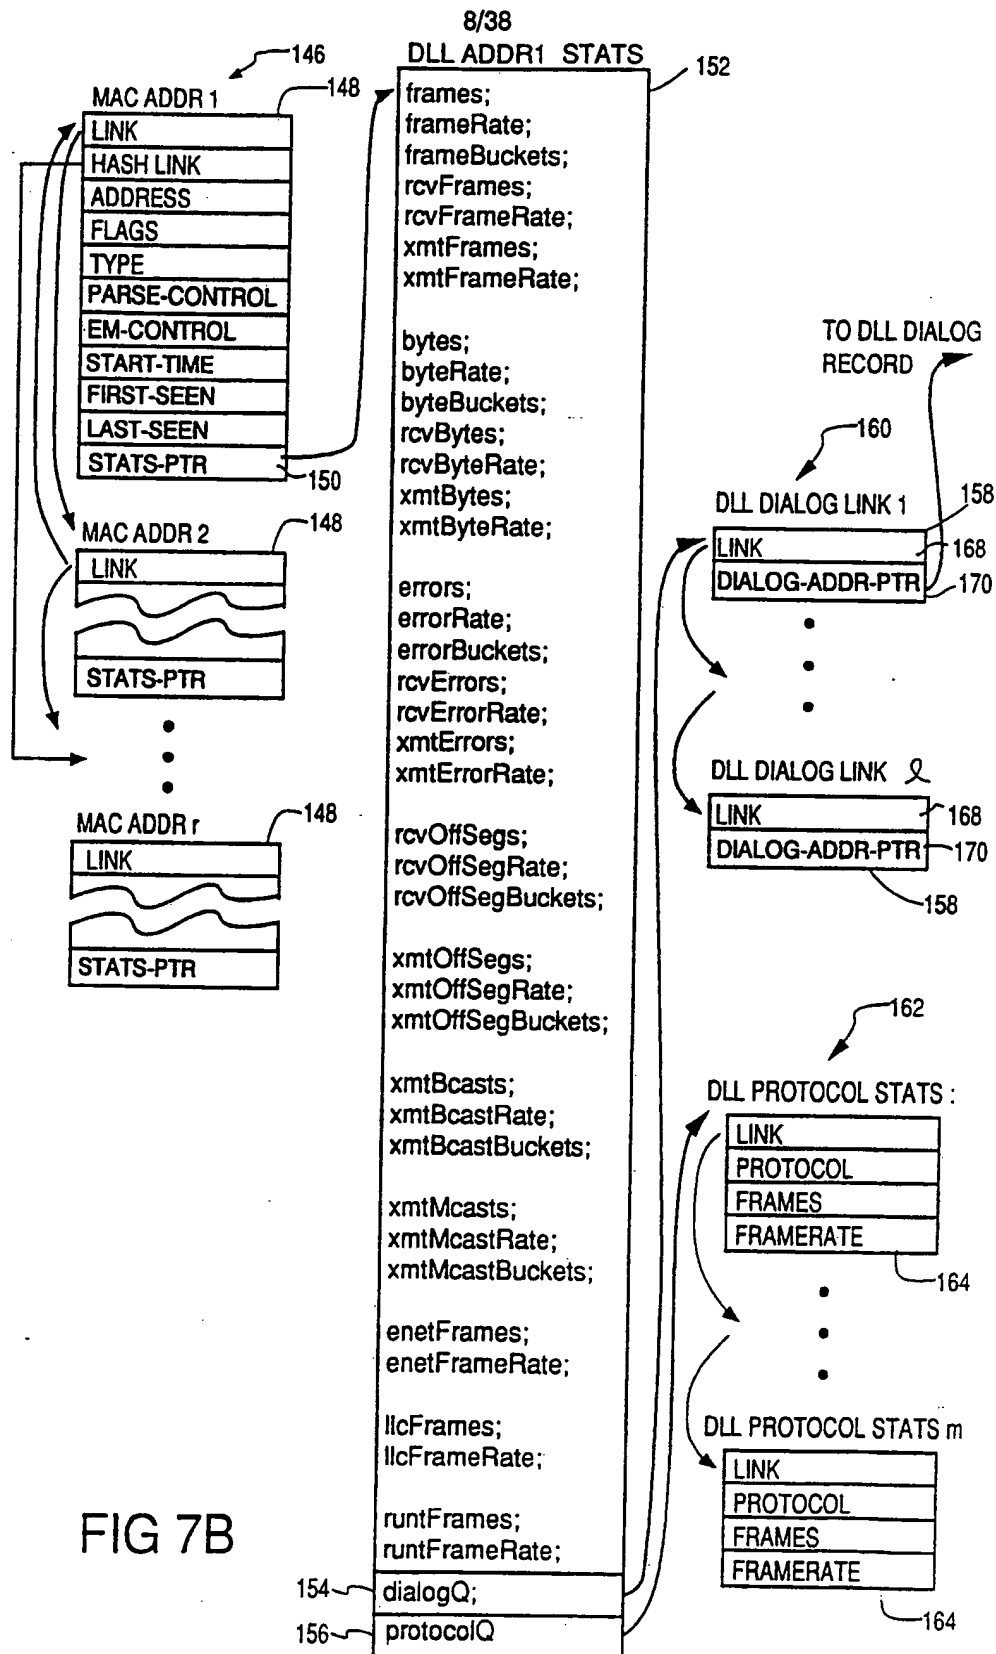 8/38
DLL ADDR1 STATS
146
152
MAC ADDR 1
148
LINK
HASH LINK
ADDRESS
FLAGS
TYPE
PARSE-CONTROL
EM-CONTROL
START-TIME
FIRST-SEEN
LAST-SEEN
STATS-PTR
150
MAC ADDR 2
148
LINK
STATS-PTR
MAC ADDR r
148
LINK
STATS-PTR
frames;
frameRate;
frameBuckets;
rcvFrames;
rcvFrameRate;
xmtFrames;
xmtFrameRate;
bytes;
byteRate;
byteBuckets;
rcvBytes;
rcvByteRate;
xmtBytes;
xmtByteRate;
errors;
errorRate;
errorBuckets;
rcvErrors;
rcvErrorRate;
xmtErrors;
xmtErrorRate;
rcvOffSegs;
rcvOffSegRate;
rcvOffSegBuckets;
xmtOffSegs;
xmtOffSegRate;
xmtOffSegBuckets;
xmtBcasts;
xmtBcastRate;
xmtBcastBuckets;
xmtMcasts;
xmtMcastRate;
xmtMcastBuckets;
enetFrames;
enetFrameRate;
llcFrames;
llcFrameRate;
runtFrames;
runtFrameRate;
154
dialogQ;
156
protocolQ
TO DLL DIALOG
RECORD
160
DLL DIALOG LINK 1
158
LINK
168
DIALOG-ADDR-PTR
170
DLL DIALOG LINK ℓ
LINK
168
DIALOG-ADDR-PTR
170
158
162
DLL PROTOCOL STATS :
LINK
PROTOCOL
FRAMES
FRAMERATE
164
DLL PROTOCOL STATS m
LINK
PROTOCOL
FRAMES
FRAMERATE
164
FIG 7B